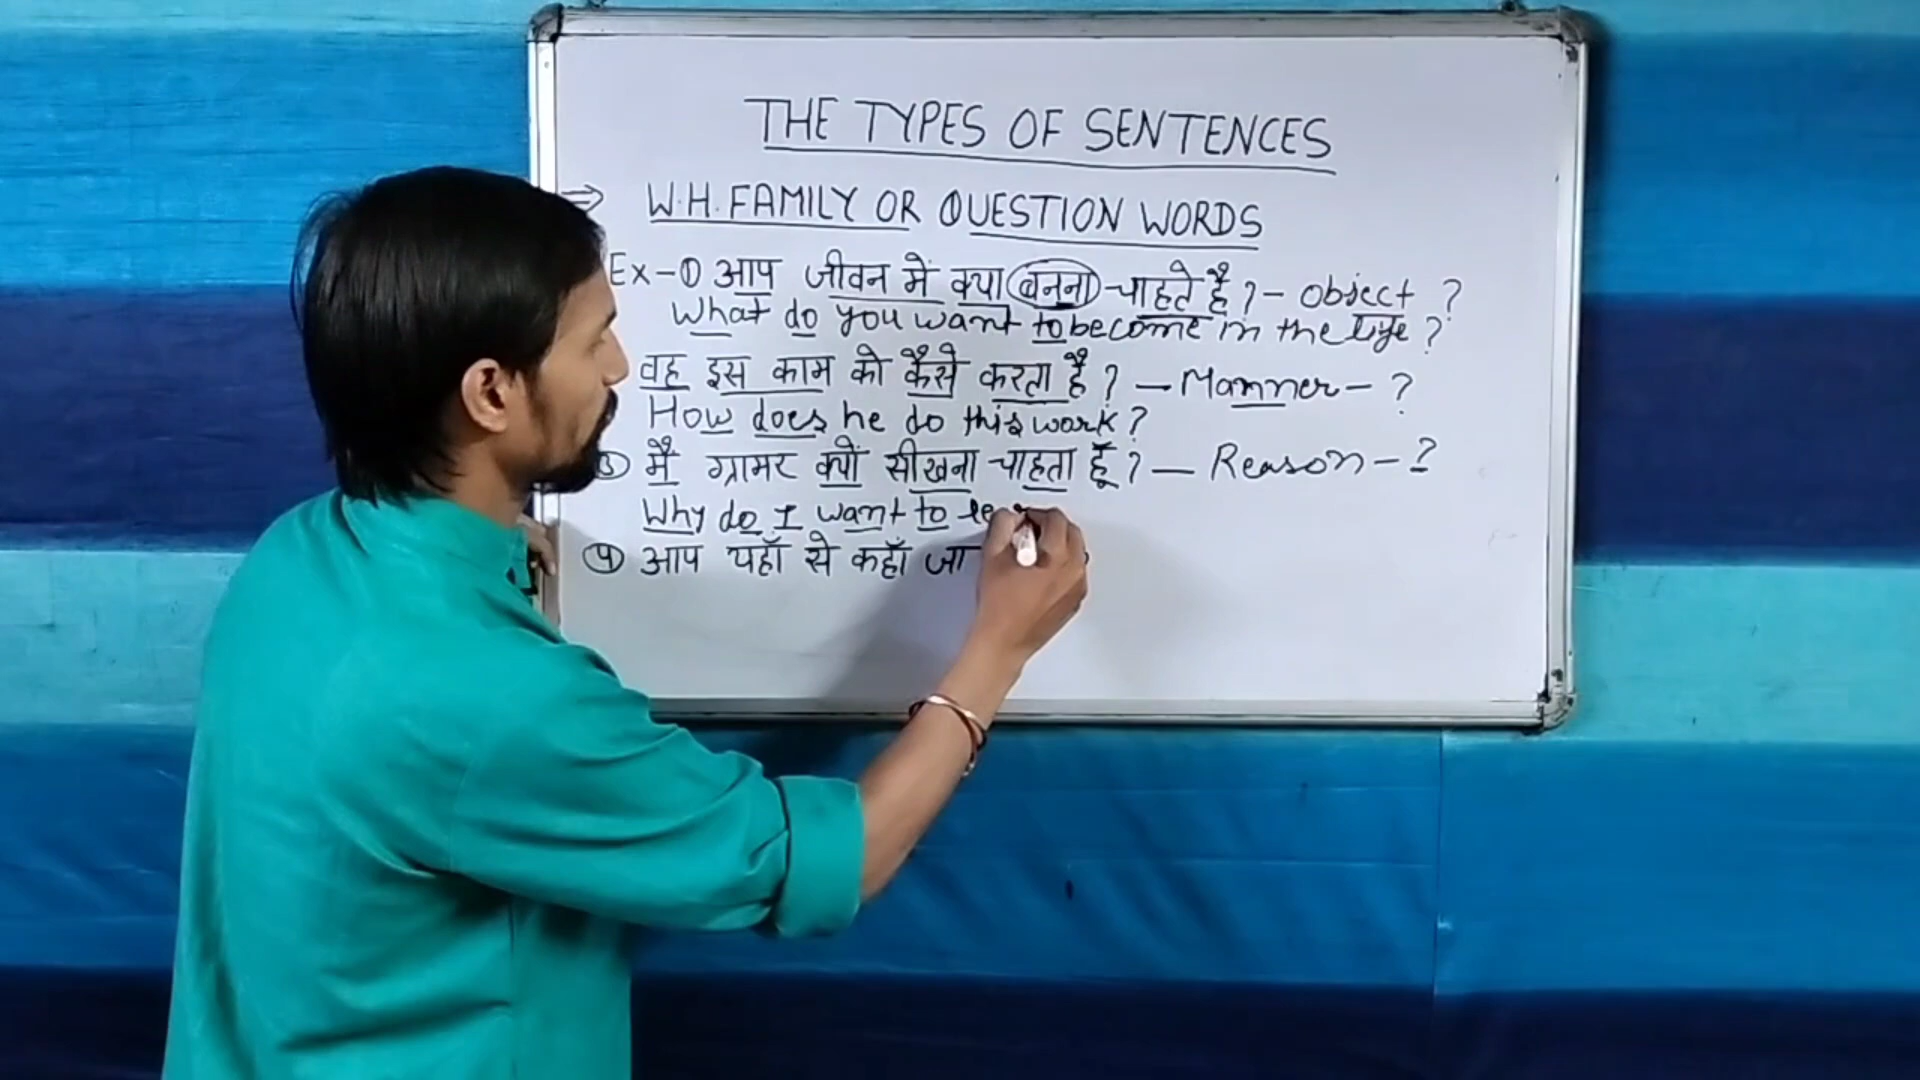 THE TYPES OF SENTENCES
⇒ W.H. FAMILY OR QUESTION WORDS
Ex-① आप जीवन में क्या बनना चाहते हैं? - object ?
What do you want to become in the life?
वह इस काम को कैसे करता है? - Manner - ?
How does he do this work?
③ मैं ग्रामर क्यों सीखना चाहता हूँ? - Reason - ?
Why do I want to
④ आप यहाँ से कहाँ जा